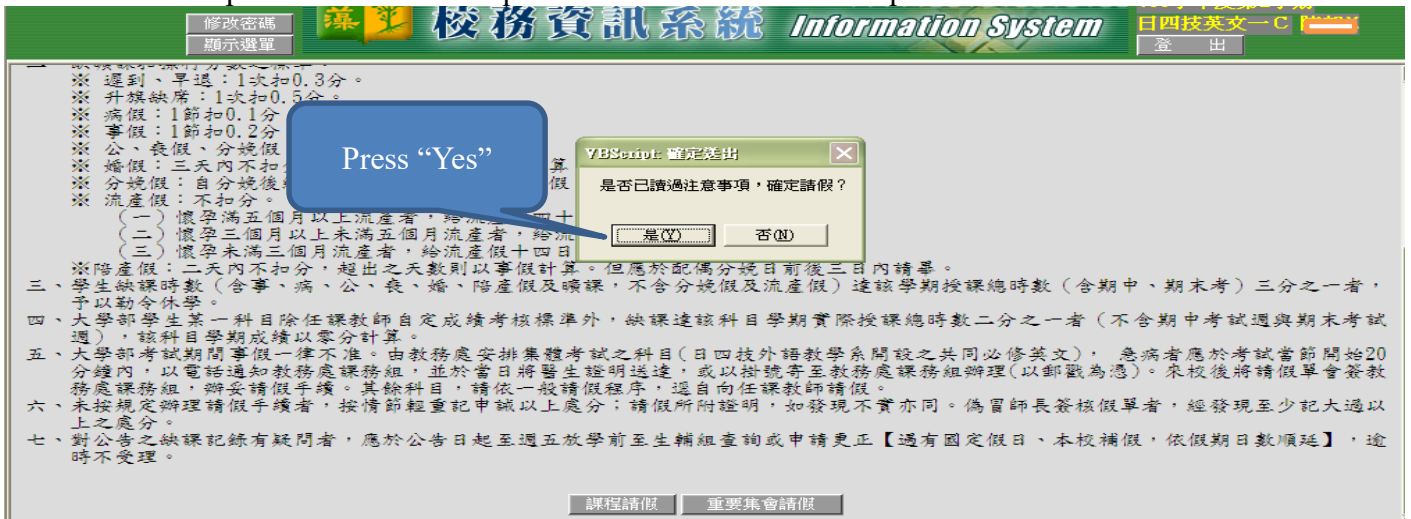 修改密碼
顯示選單
藻
校務資訊系統 Information System
日四技英文一C
登 出
※ 遲到、早退：1次扣0.3分。
※ 升旗缺席：1次扣0.5分。
※ 病假：1節扣0.1分
※ 事假：1節扣0.2分
※ 公、喪假、分娩假
※ 婚假：三天內不扣 算
※ 分娩假：自分娩後 假
※ 流產假：不扣分。
（一）懷孕滿五個月以上流產者，給流產 四十
（二）懷孕三個月以上未滿五個月流產者，給流
（三）懷孕未滿三個月流產者，給流產假十四日
Press “Yes”
VBScript: 確定送出
是否已讀過注意事項，確定請假？
是(Y) 否(N)
※陪產假：二天內不扣分，超出之天數則以事假計算。但應於配偶分娩日前後三日內請畢。
三、學生缺課時數（含事、病、公、喪、婚、陪產假及曠課，不含分娩假及流產假）達該學期授課總時數（含期中、期末考）三分之一者，
予以勒令休學。
四、大學部學生某一科目除任課教師自定成績考核標準外，缺課達該科目學期實際授課總時數二分之一者（不含期中考試週與期末考試
週），該科目學期成績以零分計算。
五、大學部考試期間事假一律不准。由教務處安排集體考試之科目(日四技外語教學系開設之共同必修英文)， 急病者應於考試當節開始20
分鐘內，以電話通知教務處課務組，並於當日將醫生證明送達，或以掛號寄至教務處課務組辦理(以郵戳為憑)。來校後將請假單會簽教
務處課務組，辦妥請假手續。其餘科目，請依一般請假程序，逕自向任課教師請假。
六、未按規定辦理請假手續者，按情節輕重記申誡以上處分；請假所附證明，如發現不實亦同。偽冒師長簽核假單者，經發現至少記大過以
上之處分。
七、對公告之缺課記錄有疑問者，應於公告日起至週五放學前至生輔組查詢或申請更正【遇有國定假日、本校補假，依假期日數順延】，逾
時不受理。
課程請假 重要集會請假